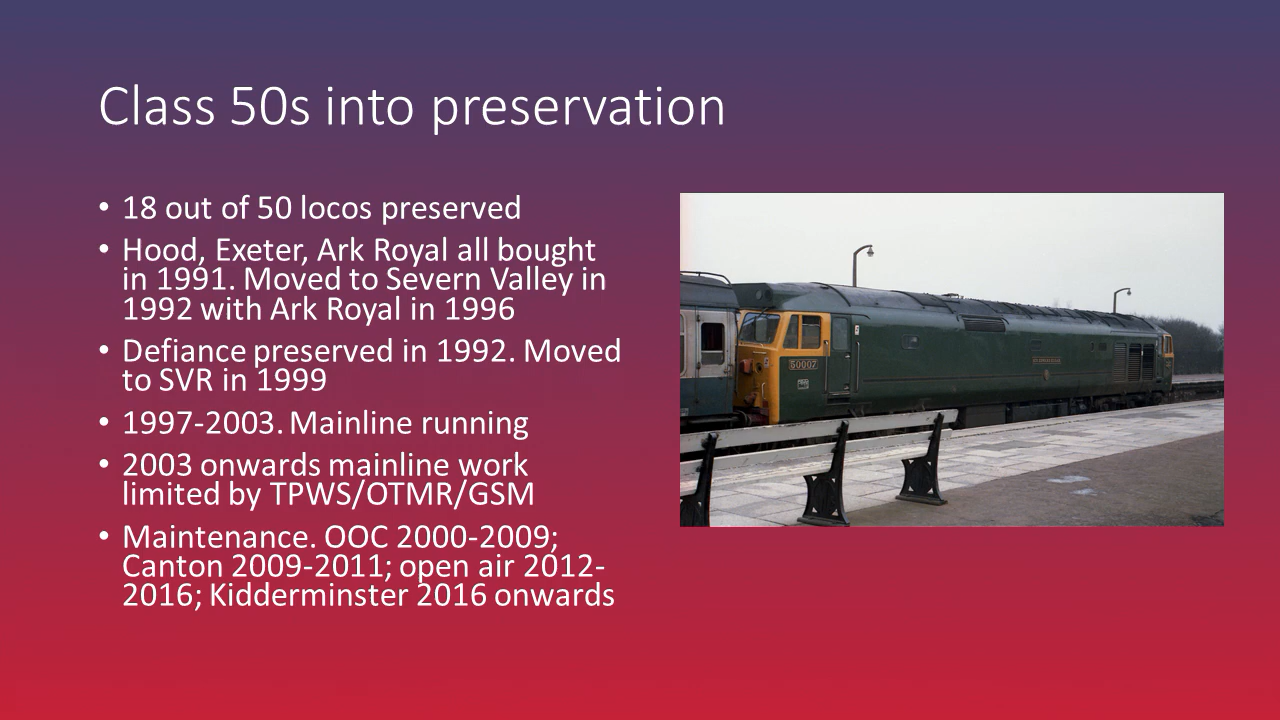 Class 50s into preservation
• 18 out of 50 locos preserved
• Hood, Exeter, Ark Royal all bought
in 1991. Moved to Severn Valley in
1992 with Ark Royal in 1996
• Defiance preserved in 1992. Moved
to SVR in 1999
• 1997-2003. Mainline running
• 2003 onwards mainline work
limited by TPWS/OTMR/GSM
• Maintenance. OOC 2000-2009;
Canton 2009-2011; open air 2012-
2016; Kidderminster 2016 onwards
50007